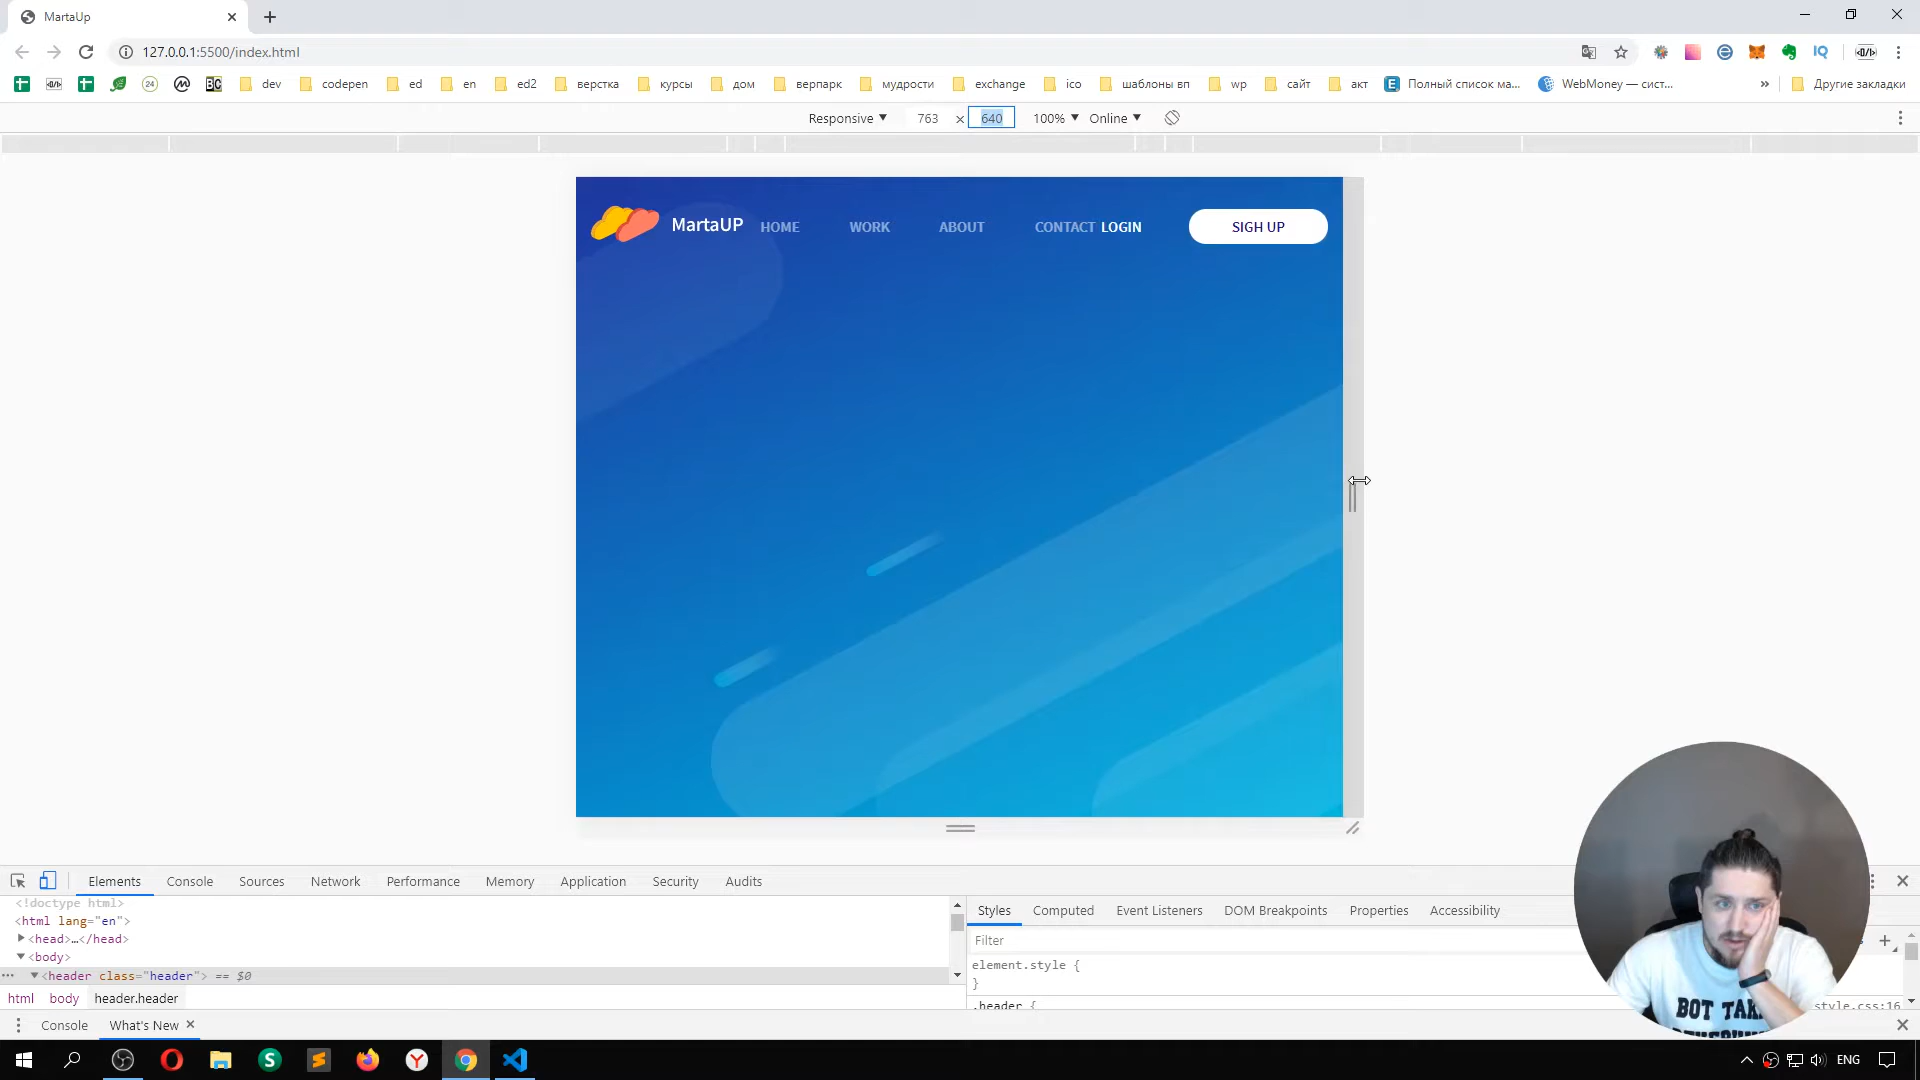 MartaUp
127.0.0.1:5500/index.html
24 BC dev codepen ed en ed2 верстка курсы дом верпарк мудрости exchange ico шаблоны вп wp сайт акт Полный список ма... WebMoney — сист... » Другие закладки
Responsive 763 × 640 100% Online
MartaUP HOME WORK ABOUT CONTACT LOGIN SIGH UP
Elements Console Sources Network Performance Memory Application Security Audits
<!doctype html>
<html lang="en">
<head>…</head>
<body>
<header class="header"> == $0
html body header.header
Styles Computed Event Listeners DOM Breakpoints Properties Accessibility
Filter
element.style {
}
.header { style.css:16
Console What's New
BOT TAK
ENG